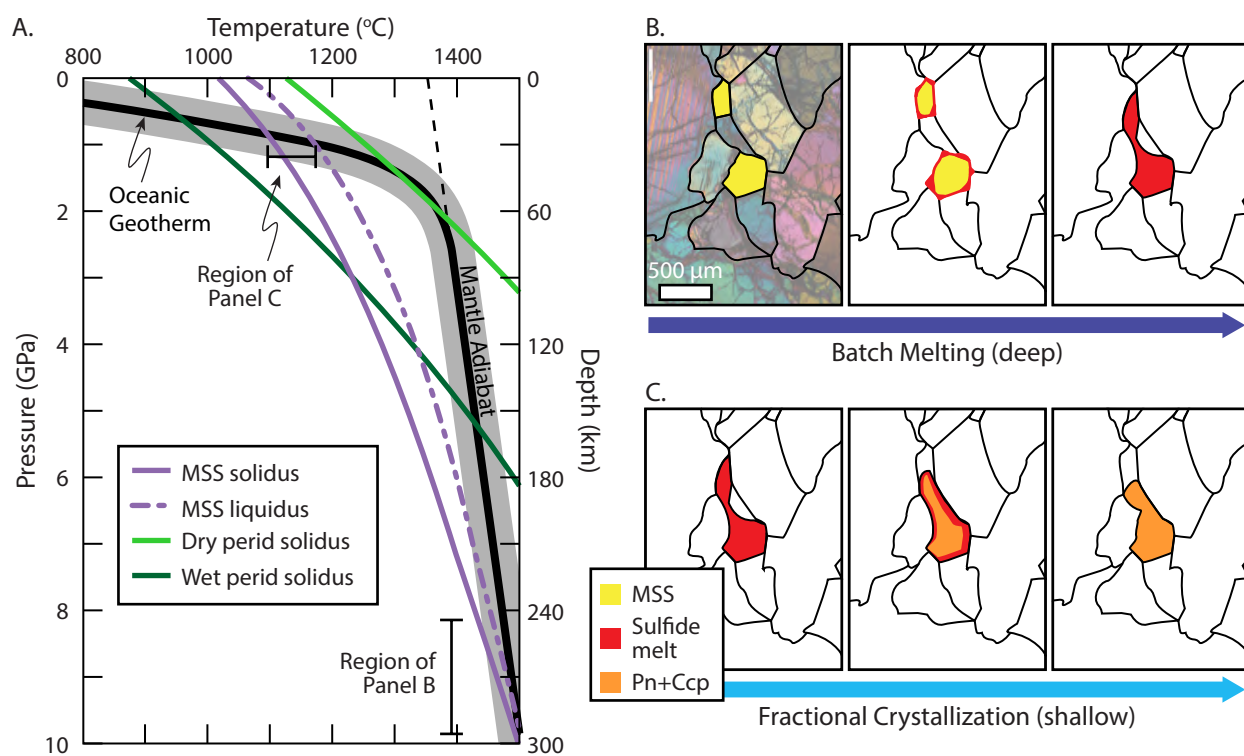 A.
Temperature (°C)
800
1000
1200
1400
0
2
4
6
8
10
Pressure (GPa)
0
60
120
180
240
300
Depth (km)
Oceanic
Geotherm
Region of
Panel C
Mantle Adiabat
MSS solidus
MSS liquidus
Dry perid solidus
Wet perid solidus
Region of
Panel B
B.
500 µm
Batch Melting (deep)
C.
MSS
Sulfide
melt
Pn+Ccp
Fractional Crystallization (shallow)